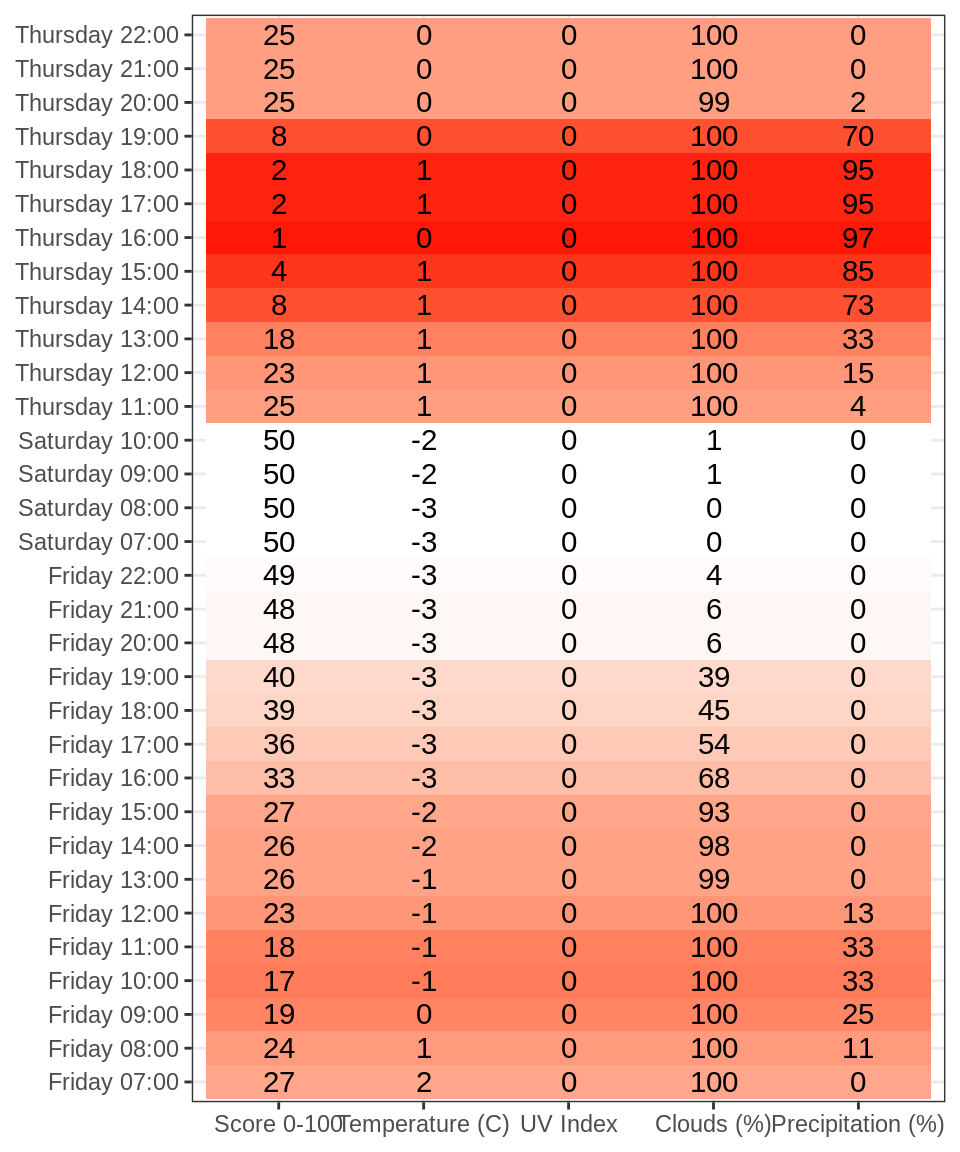 Thursday 22:00 25 0 0 100 0
Thursday 21:00 25 0 0 100 0
Thursday 20:00 25 0 0 99 2
Thursday 19:00 8 0 0 100 70
Thursday 18:00 2 1 0 100 95
Thursday 17:00 2 1 0 100 95
Thursday 16:00 1 0 0 100 97
Thursday 15:00 4 1 0 100 85
Thursday 14:00 8 1 0 100 73
Thursday 13:00 18 1 0 100 33
Thursday 12:00 23 1 0 100 15
Thursday 11:00 25 1 0 100 4
Saturday 10:00 50 -2 0 1 0
Saturday 09:00 50 -2 0 1 0
Saturday 08:00 50 -3 0 0 0
Saturday 07:00 50 -3 0 0 0
Friday 22:00 49 -3 0 4 0
Friday 21:00 48 -3 0 6 0
Friday 20:00 48 -3 0 6 0
Friday 19:00 40 -3 0 39 0
Friday 18:00 39 -3 0 45 0
Friday 17:00 36 -3 0 54 0
Friday 16:00 33 -3 0 68 0
Friday 15:00 27 -2 0 93 0
Friday 14:00 26 -2 0 98 0
Friday 13:00 26 -1 0 99 0
Friday 12:00 23 -1 0 100 13
Friday 11:00 18 -1 0 100 33
Friday 10:00 17 -1 0 100 33
Friday 09:00 19 0 0 100 25
Friday 08:00 24 1 0 100 11
Friday 07:00 27 2 0 100 0
Score 0-100 Temperature (C) UV Index Clouds (%) Precipitation (%)